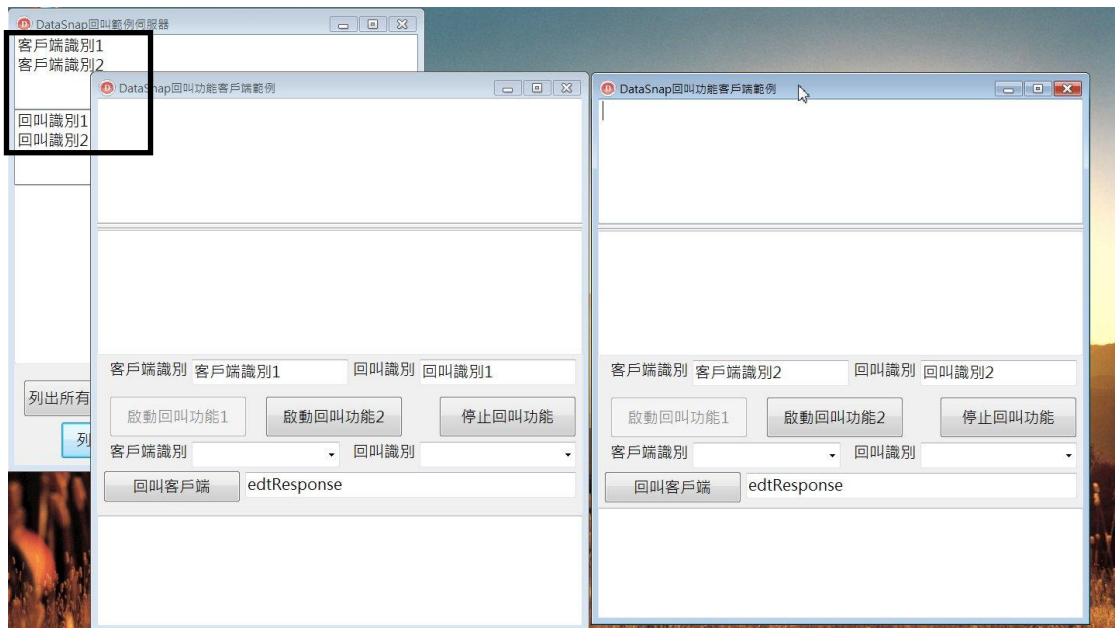 DataSnap回叫範例伺服器
客戶端識別1
客戶端識別2
回叫識別1
回叫識別2
列出所有
列
DataSnap回叫功能客戶端範例
客戶端識別 客戶端識別1 回叫識別 回叫識別1
啟動回叫功能1 啟動回叫功能2 停止回叫功能
客戶端識別 回叫識別
回叫客戶端 edtResponse
DataSnap回叫功能客戶端範例
客戶端識別 客戶端識別2 回叫識別 回叫識別2
啟動回叫功能1 啟動回叫功能2 停止回叫功能
客戶端識別 回叫識別
回叫客戶端 edtResponse